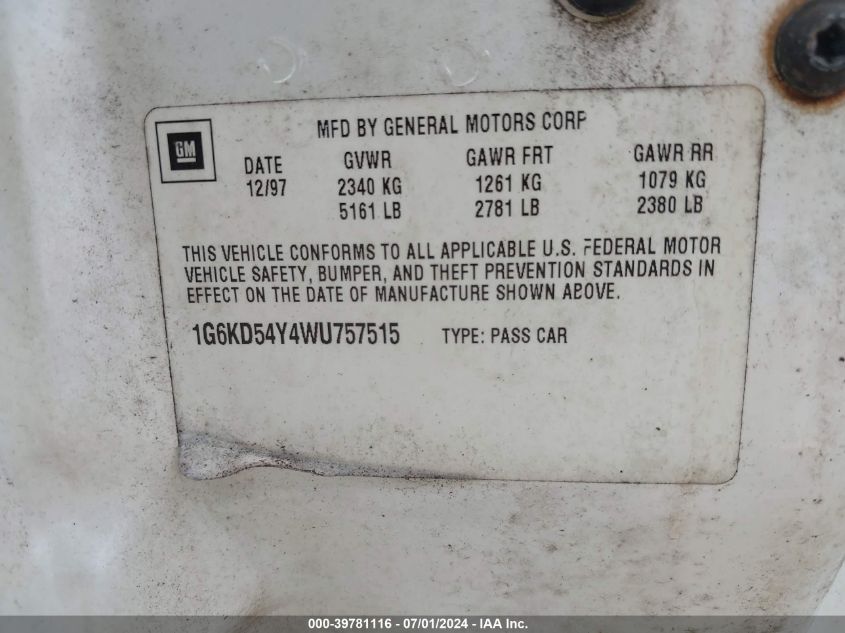 MFD BY GENERAL MOTORS CORP
GM
DATE GVWR GAWR FRT GAWR RR
12/97 2340 KG 1261 KG 1079 KG
5161 LB 2781 LB 2380 LB
THIS VEHICLE CONFORMS TO ALL APPLICABLE U.S. FEDERAL MOTOR
VEHICLE SAFETY, BUMPER, AND THEFT PREVENTION STANDARDS IN
EFFECT ON THE DATE OF MANUFACTURE SHOWN ABOVE.
1G6KD54Y4WU757515 TYPE: PASS CAR
000-39781116 - 07/01/2024 - IAA Inc.